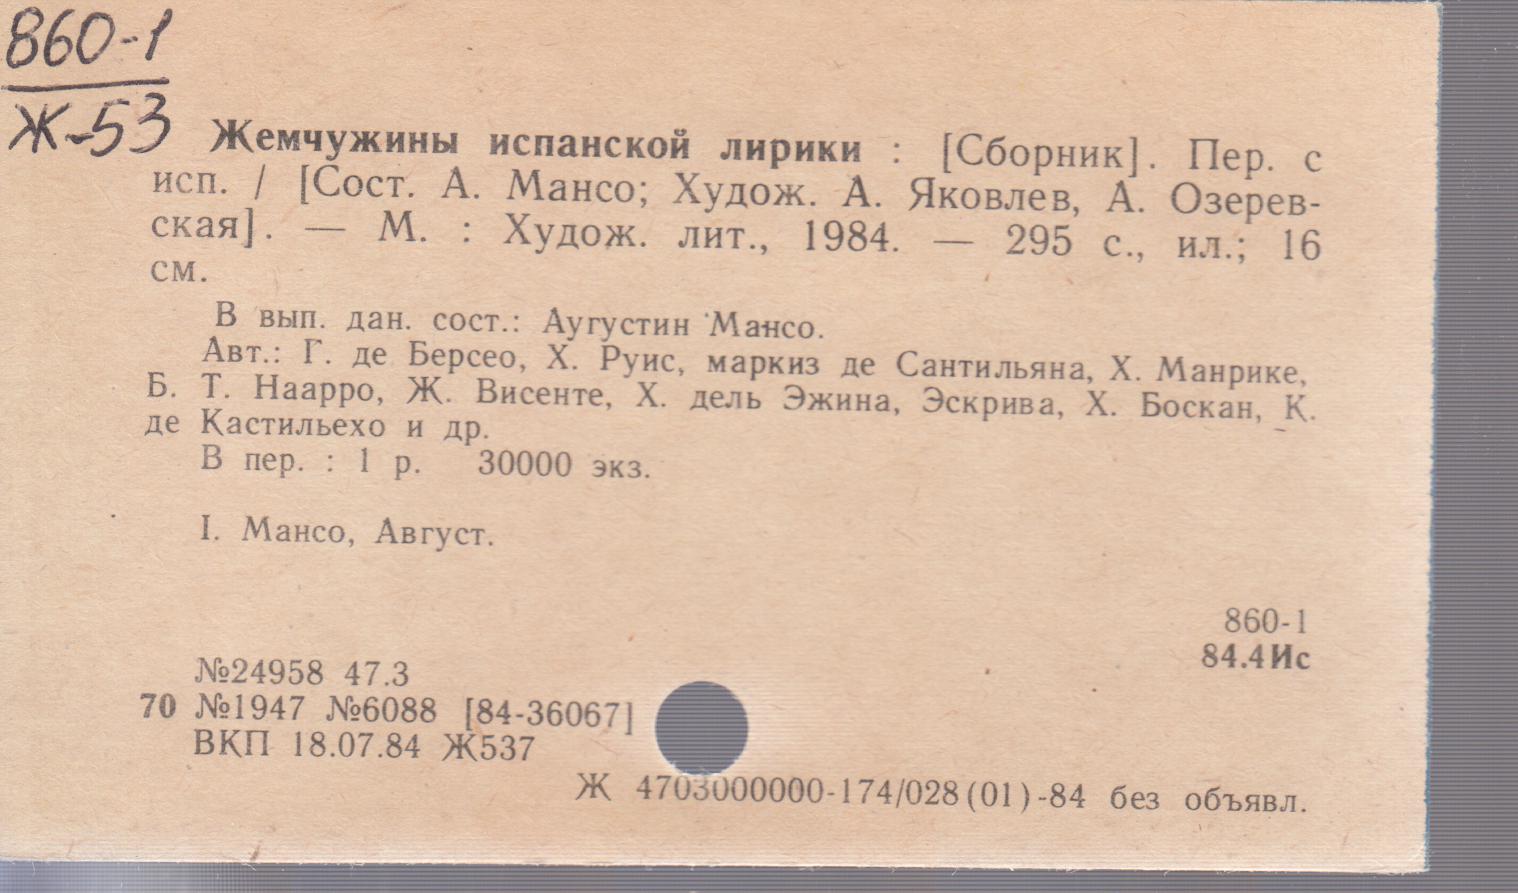 860-1
Ж-53
Жемчужины испанской лирики : [Сборник]. Пер. с
исп. / [Сост. А. Мансо; Худож. А. Яковлев, А. Озерев-
ская]. — М. : Худож. лит., 1984. — 295 с., ил.; 16
см.
В вып. дан. сост.: Аугустин Мансо.
Авт.: Г. де Берсео, Х. Руис, маркиз де Сантильяна, Х. Манрике,
Б. Т. Наарро, Ж. Висенте, Х. дель Эжина, Эскрива, Х. Боскан, К.
де Кастильехо и др.
В пер. : 1 р. 30000 экз.
I. Мансо, Август.
860-1
84.4Ис
№24958 47.3
70 №1947 №6088 [84-36067]
ВКП 18.07.84 Ж537
Ж 4703000000-174/028(01)-84 без объявл.